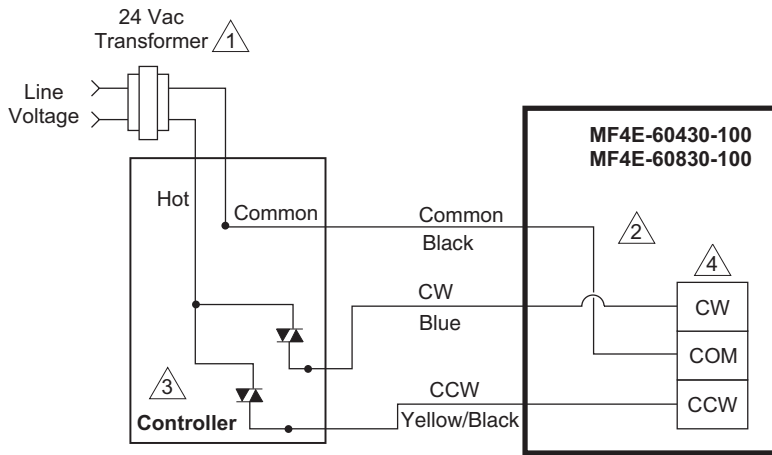 24 Vac
Transformer 1
Line
Voltage
MF4E-60430-100
MF4E-60830-100
Hot
Common
Common
Black
2
4
CW
Blue
CW
COM
3
Controller
CCW
Yellow/Black
CCW